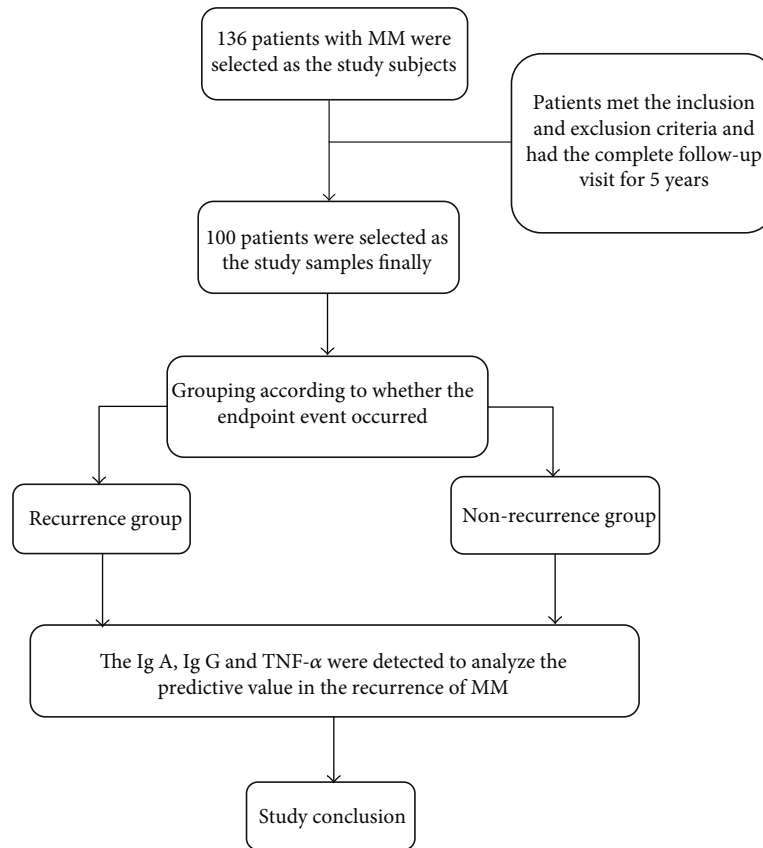 136 patients with MM were
selected as the study subjects
Patients met the inclusion
and exclusion criteria and
had the complete follow-up
visit for 5 years
100 patients were selected as
the study samples finally
Grouping according to whether the
endpoint event occurred
Recurrence group
Non-recurrence group
The Ig A, Ig G and TNF-α were detected to analyze the
predictive value in the recurrence of MM
Study conclusion